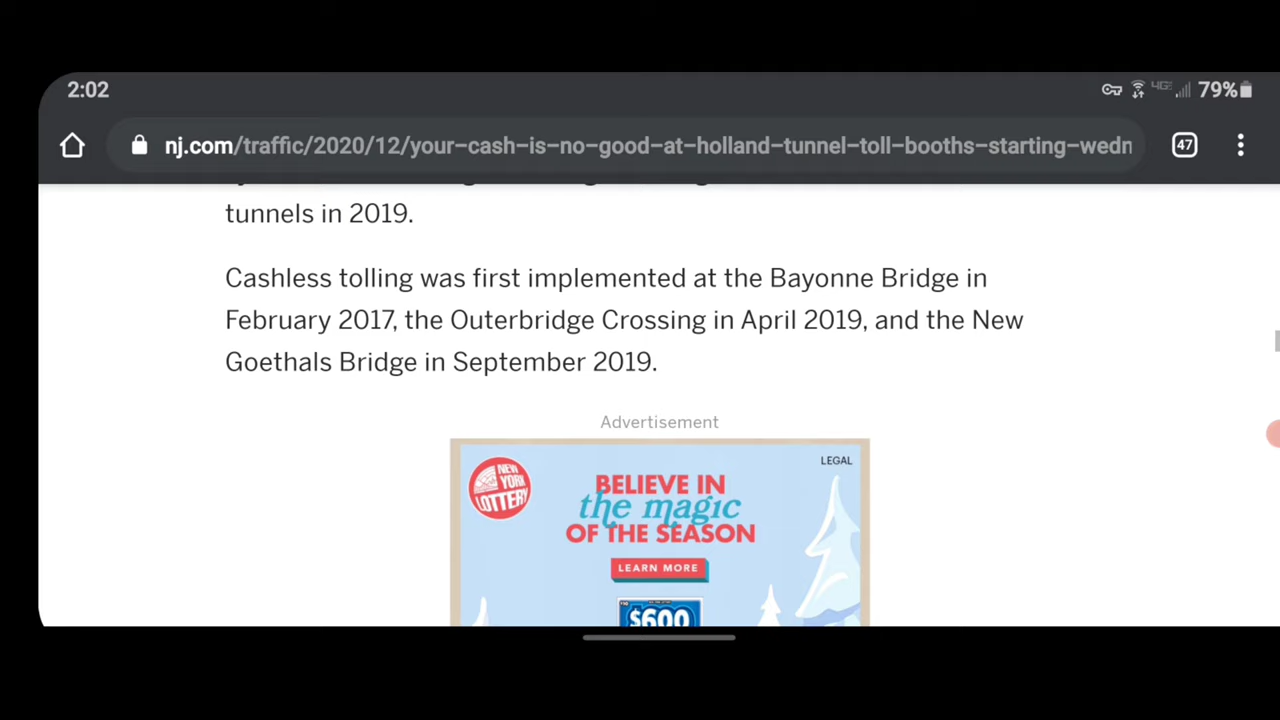 2:02
4GE 79%
nj.com/traffic/2020/12/your-cash-is-no-good-at-holland-tunnel-toll-booths-starting-wedn
47
tunnels in 2019.
Cashless tolling was first implemented at the Bayonne Bridge in
February 2017, the Outerbridge Crossing in April 2019, and the New
Goethals Bridge in September 2019.
Advertisement
LEGAL
NEW
YORK
LOTTERY
BELIEVE IN
the magic
OF THE SEASON
LEARN MORE
$600